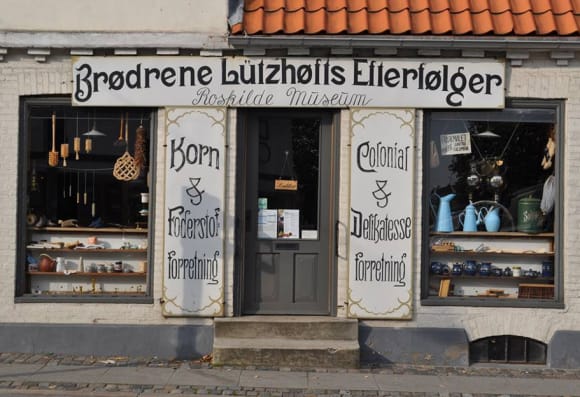 Brødrene Lützhøfts Efterfølger
Roskilde Museum
Korn
&
Foderstof
forretning
Colonial
&
Delikatesse
forretning